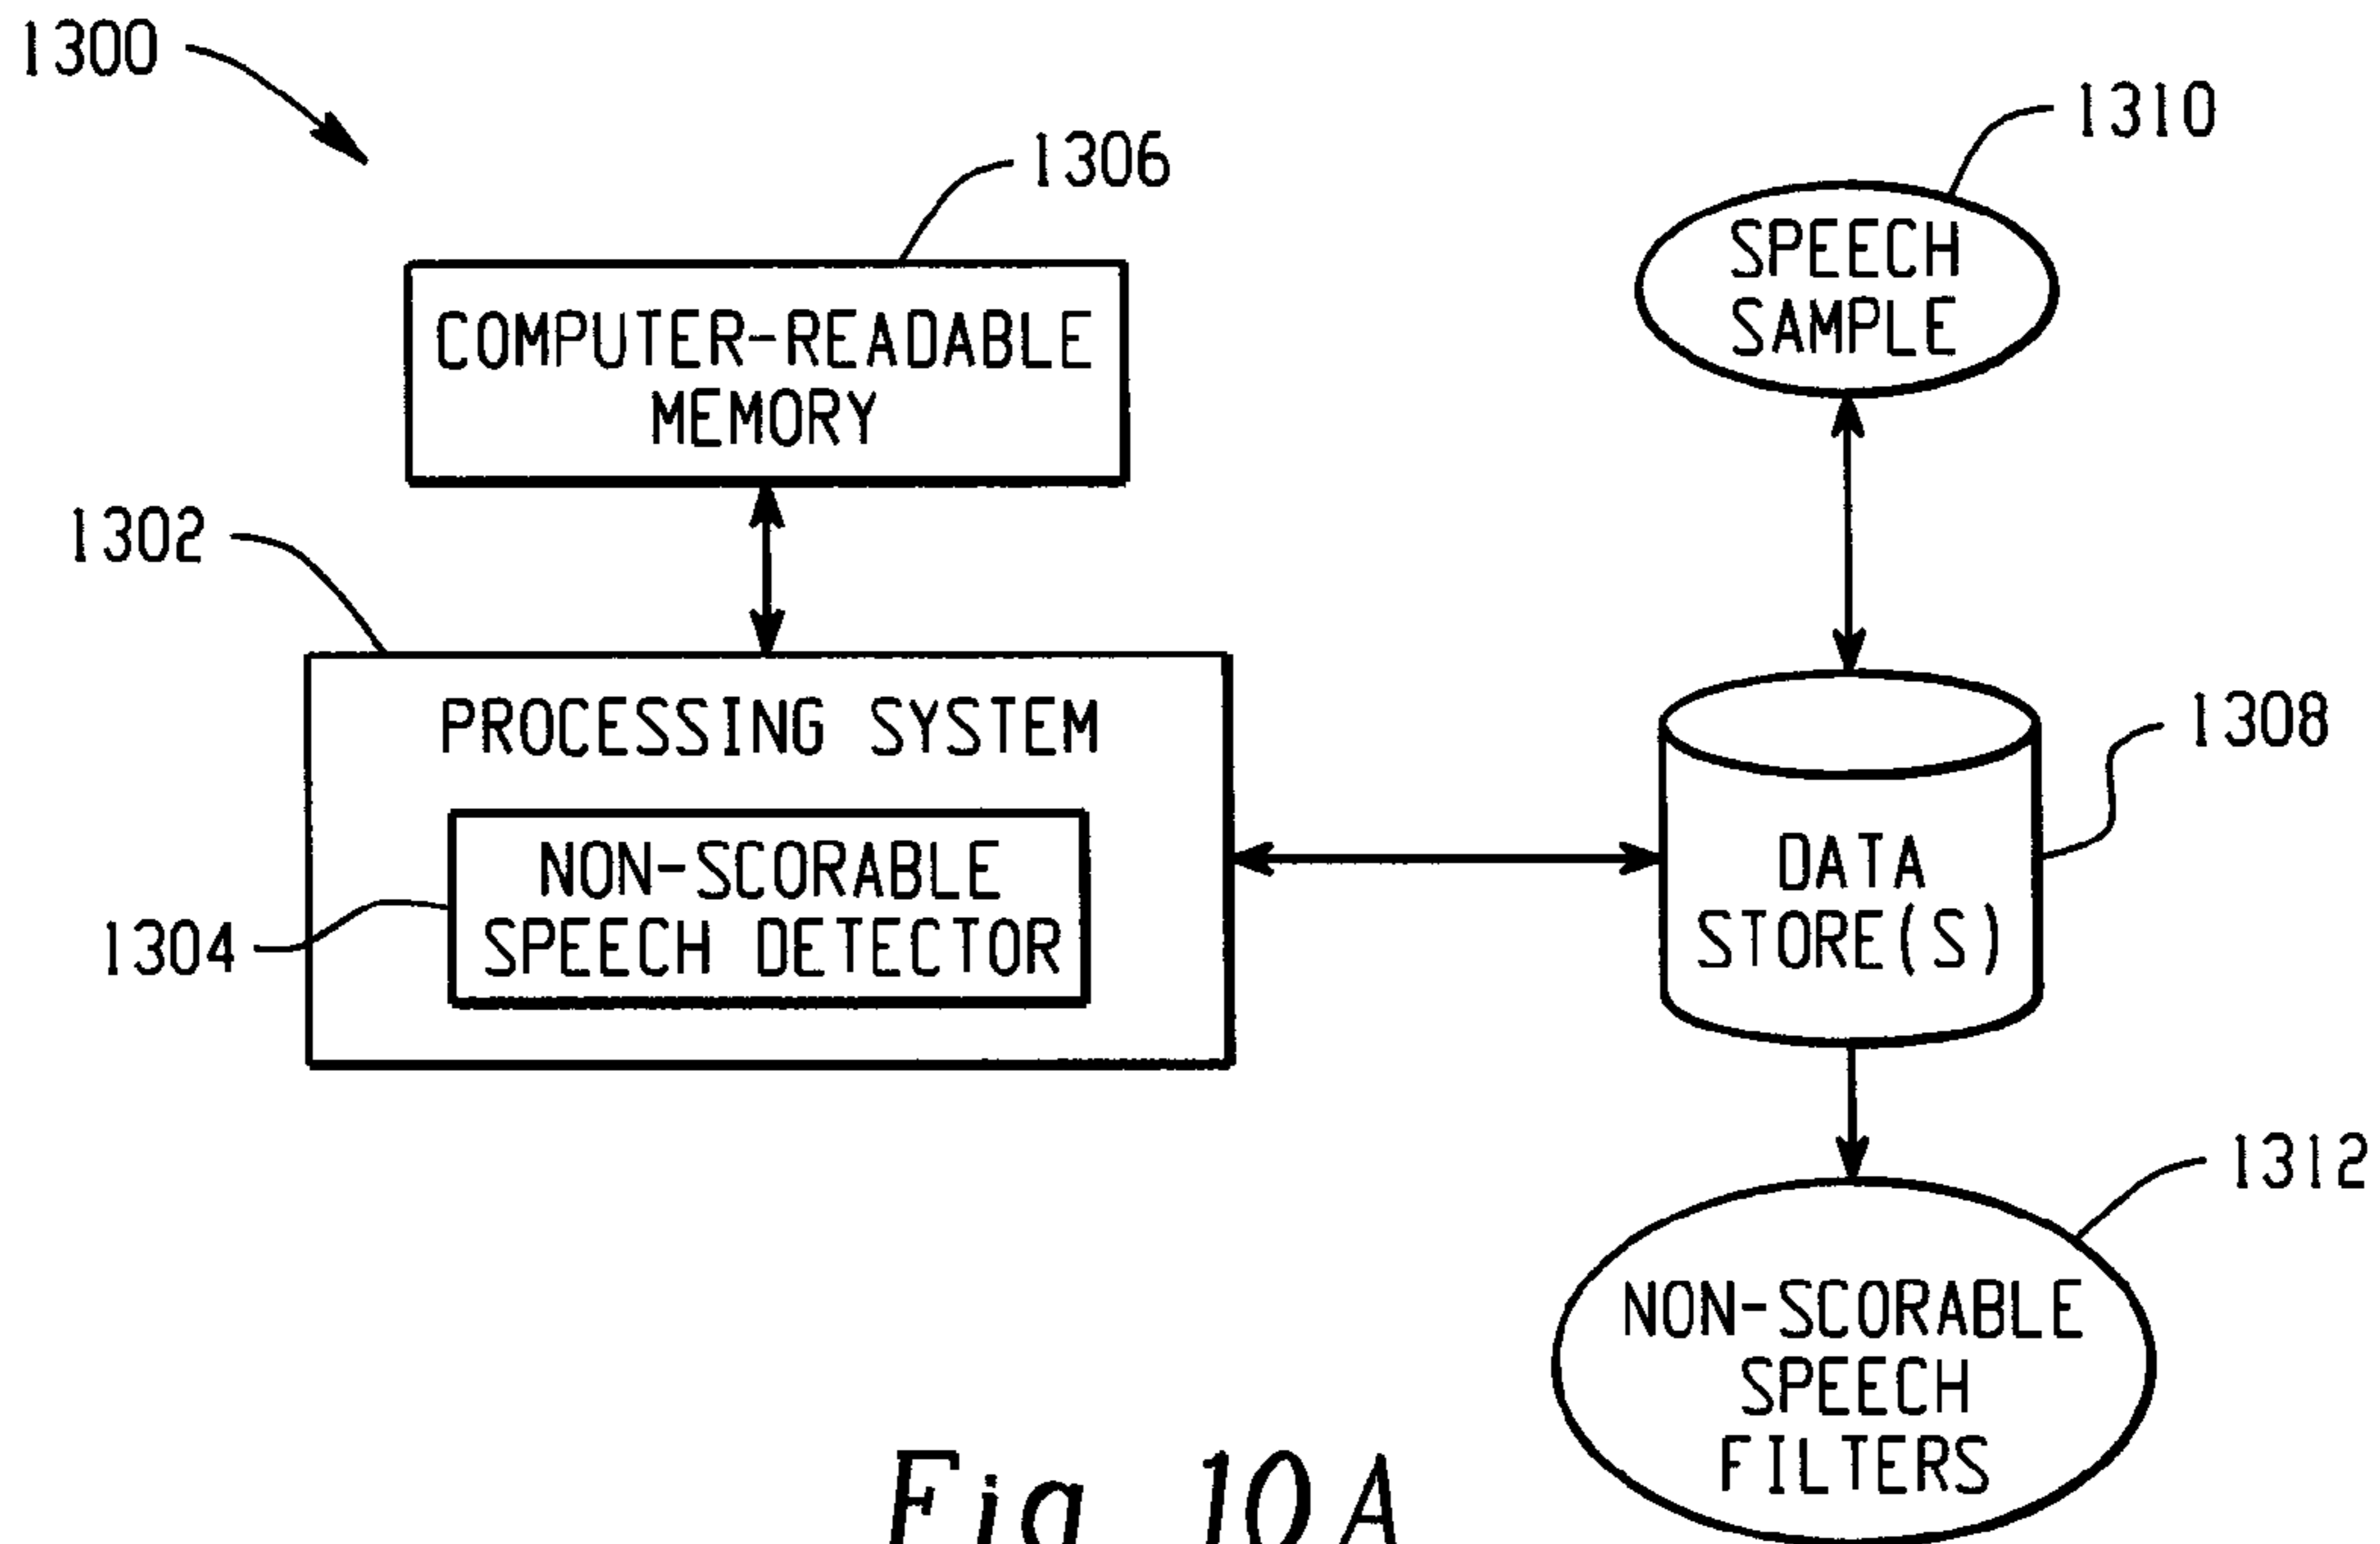 1300
1310
1306
SPEECH
SAMPLE
COMPUTER-READABLE
MEMORY
1302
PROCESSING SYSTEM
1308
NON-SCORABLE
SPEECH DETECTOR
1304
DATA
STORE(S)
1312
NON-SCORABLE
SPEECH
FILTERS
Fig 10A